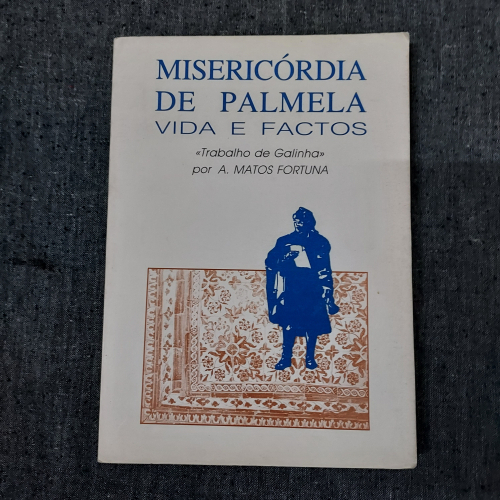 MISERICÓRDIA
DE PALMELA
VIDA E FACTOS
«Trabalho de Galinha»
por A. MATOS FORTUNA